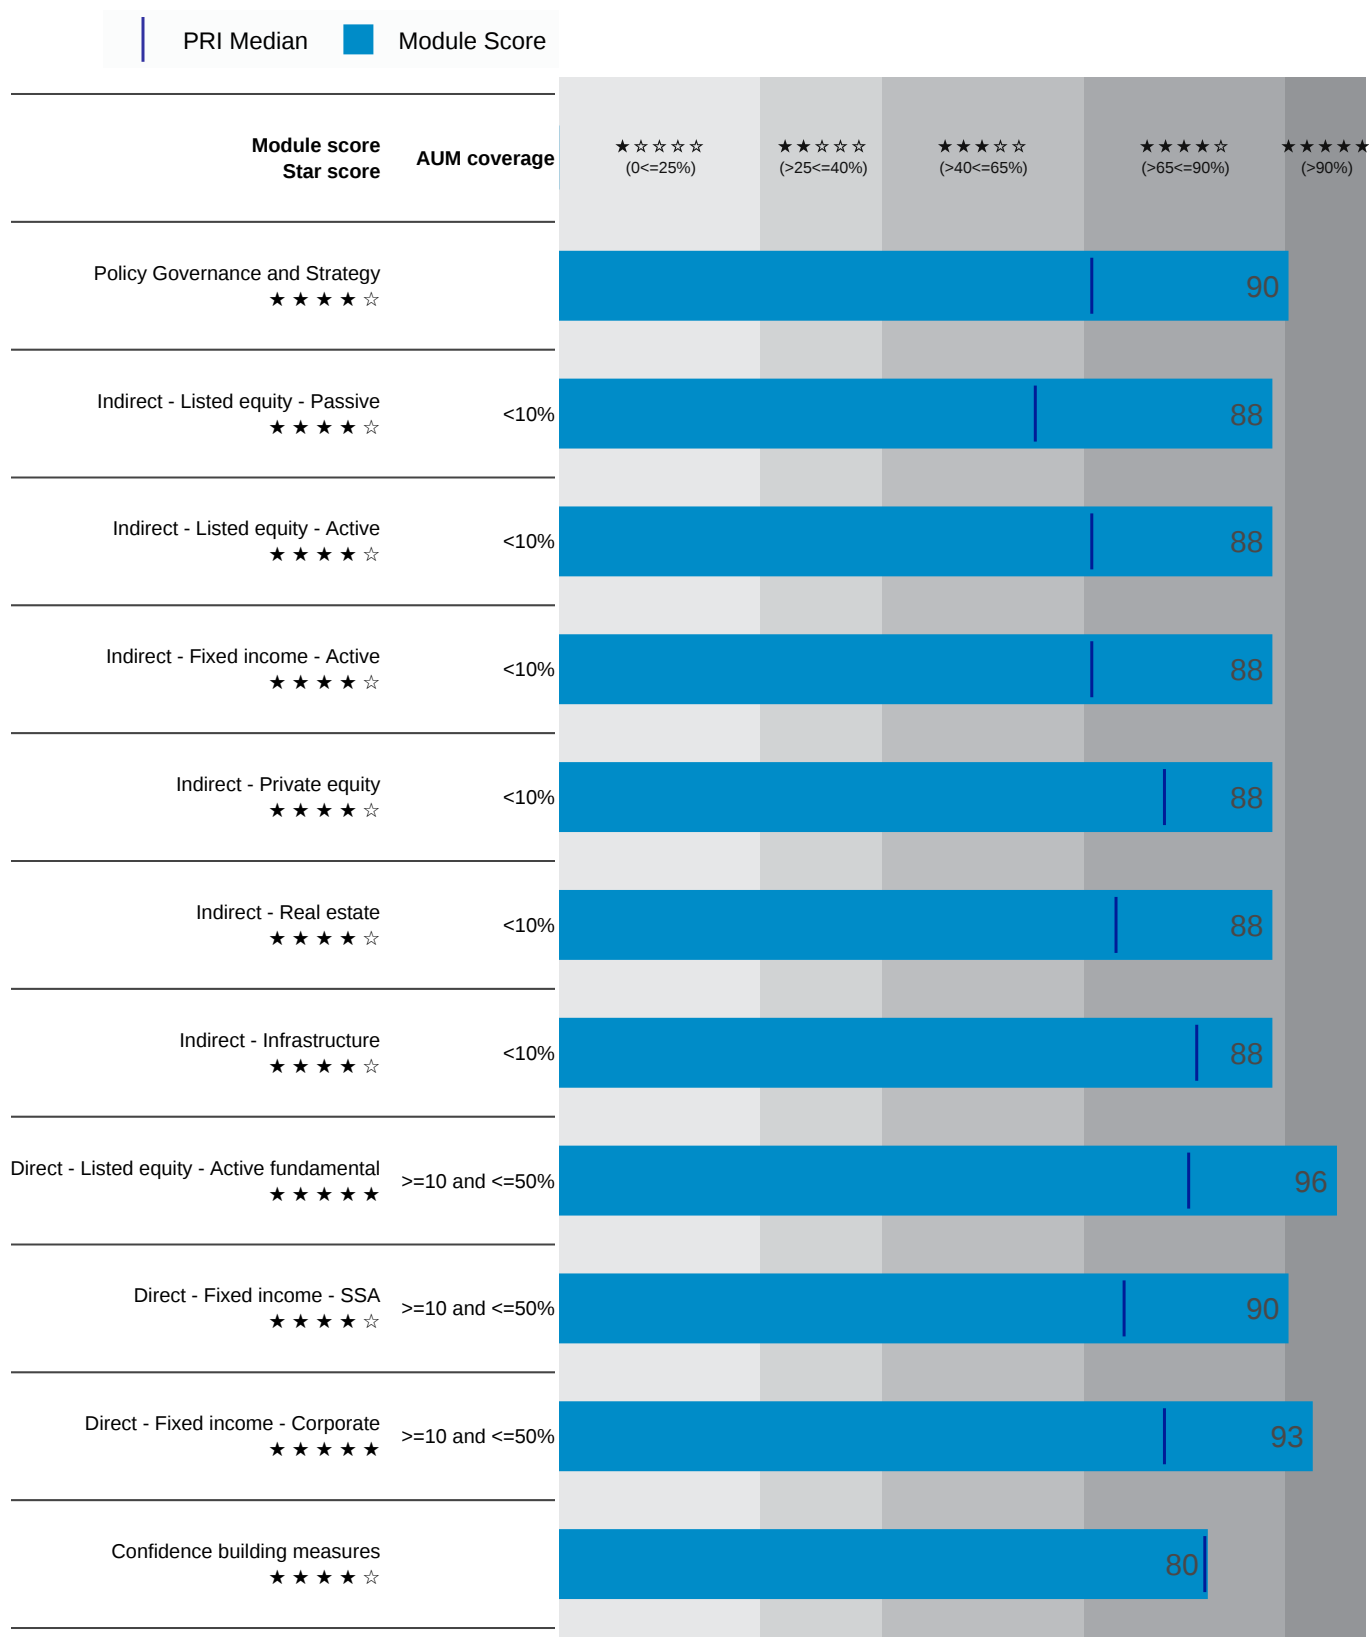 PRI Median Module Score
Module score
Star score
AUM coverage
★☆☆☆☆ ★★☆☆☆ ★★★☆☆ ★★★★☆ ★★★★★
(0<=25%) (>25<=40%) (>40<=65%) (>65<=90%) (>90%)
Policy Governance and Strategy
★★★★☆
90
Indirect - Listed equity - Passive
★★★★☆
<10%
88
Indirect - Listed equity - Active
★★★★☆
<10%
88
Indirect - Fixed income - Active
★★★★☆
<10%
88
Indirect - Private equity
★★★★☆
<10%
88
Indirect - Real estate
★★★★☆
<10%
88
Indirect - Infrastructure
★★★★☆
<10%
88
Direct - Listed equity - Active fundamental
★★★★★
>=10 and <=50%
96
Direct - Fixed income - SSA
★★★★☆
>=10 and <=50%
90
Direct - Fixed income - Corporate
★★★★★
>=10 and <=50%
93
Confidence building measures
★★★★☆
80